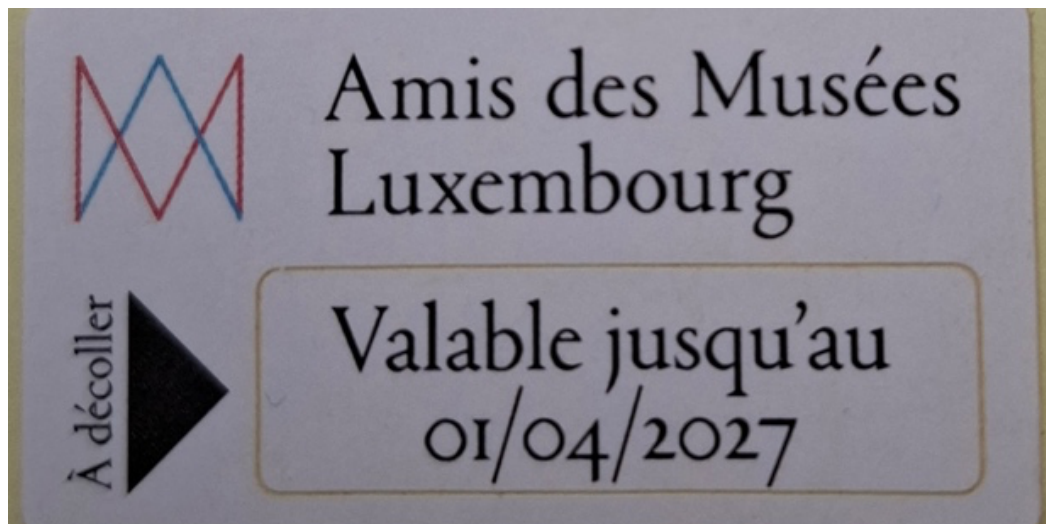 Amis des Musées
Luxembourg
À décoller
Valable jusqu'au
01/04/2027